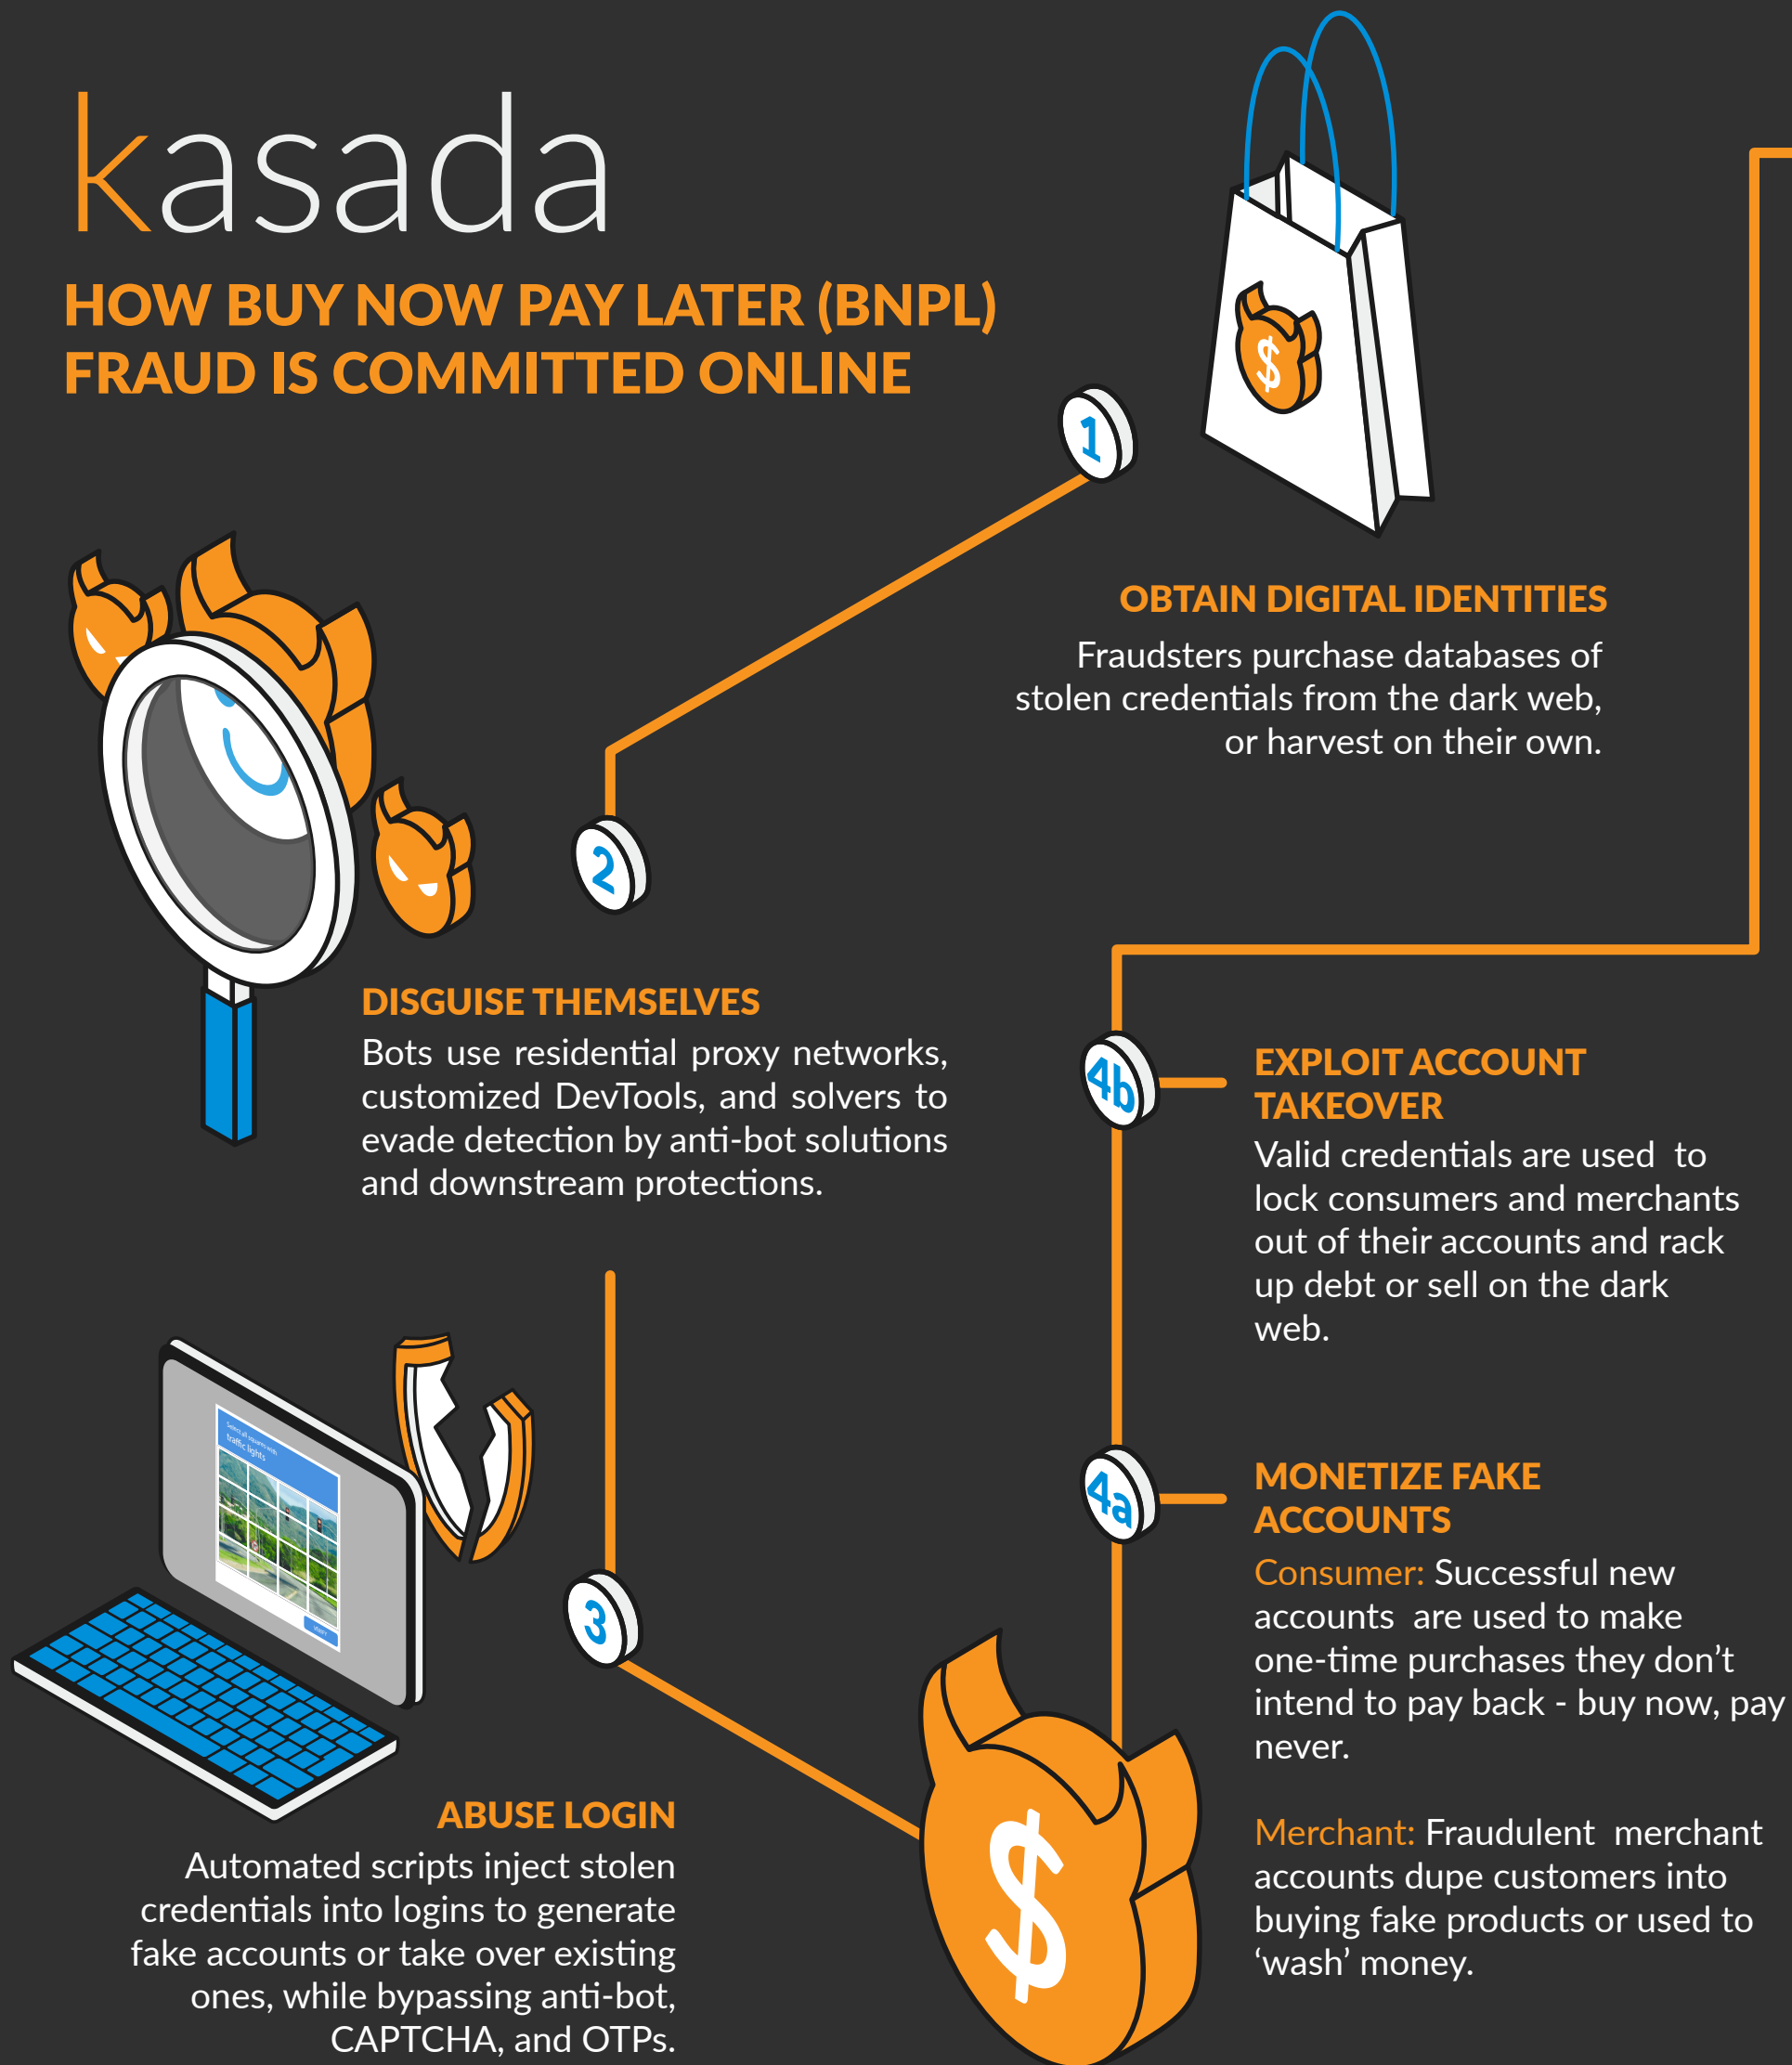 kasada
HOW BUY NOW PAY LATER (BNPL)
FRAUD IS COMMITTED ONLINE
1
$
OBTAIN DIGITAL IDENTITIES
Fraudsters purchase databases of
stolen credentials from the dark web,
or harvest on their own.
2
DISGUISE THEMSELVES
Bots use residential proxy networks,
customized DevTools, and solvers to
evade detection by anti-bot solutions
and downstream protections.
Select all squares with
traffic lights
VERIFY
3
ABUSE LOGIN
Automated scripts inject stolen
credentials into logins to generate
fake accounts or take over existing
ones, while bypassing anti-bot,
CAPTCHA, and OTPs.
$
4a
MONETIZE FAKE
ACCOUNTS
Consumer: Successful new
accounts are used to make
one-time purchases they don’t
intend to pay back - buy now, pay
never.
Merchant: Fraudulent merchant
accounts dupe customers into
buying fake products or used to
‘wash’ money.
4b
EXPLOIT ACCOUNT
TAKEOVER
Valid credentials are used to
lock consumers and merchants
out of their accounts and rack
up debt or sell on the dark
web.